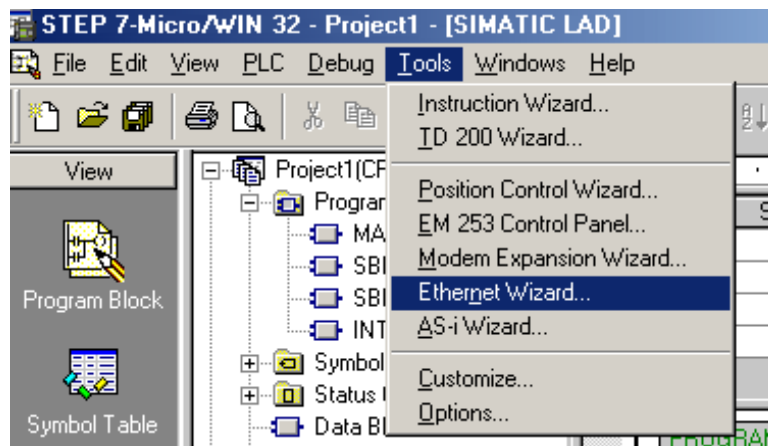 STEP 7-Micro/WIN 32 - Project1 - [SIMATIC LAD]
File Edit View PLC Debug Tools Windows Help
Instruction Wizard...
TD 200 Wizard...
Position Control Wizard...
EM 253 Control Panel...
Modem Expansion Wizard...
Ethernet Wizard...
AS-i Wizard...
Customize...
Options...
View
Program Block
Symbol Table
Project1(CP
Program
MA
SBI
SBI
INT
Symbol
Status
Data Bl
PROGRAM